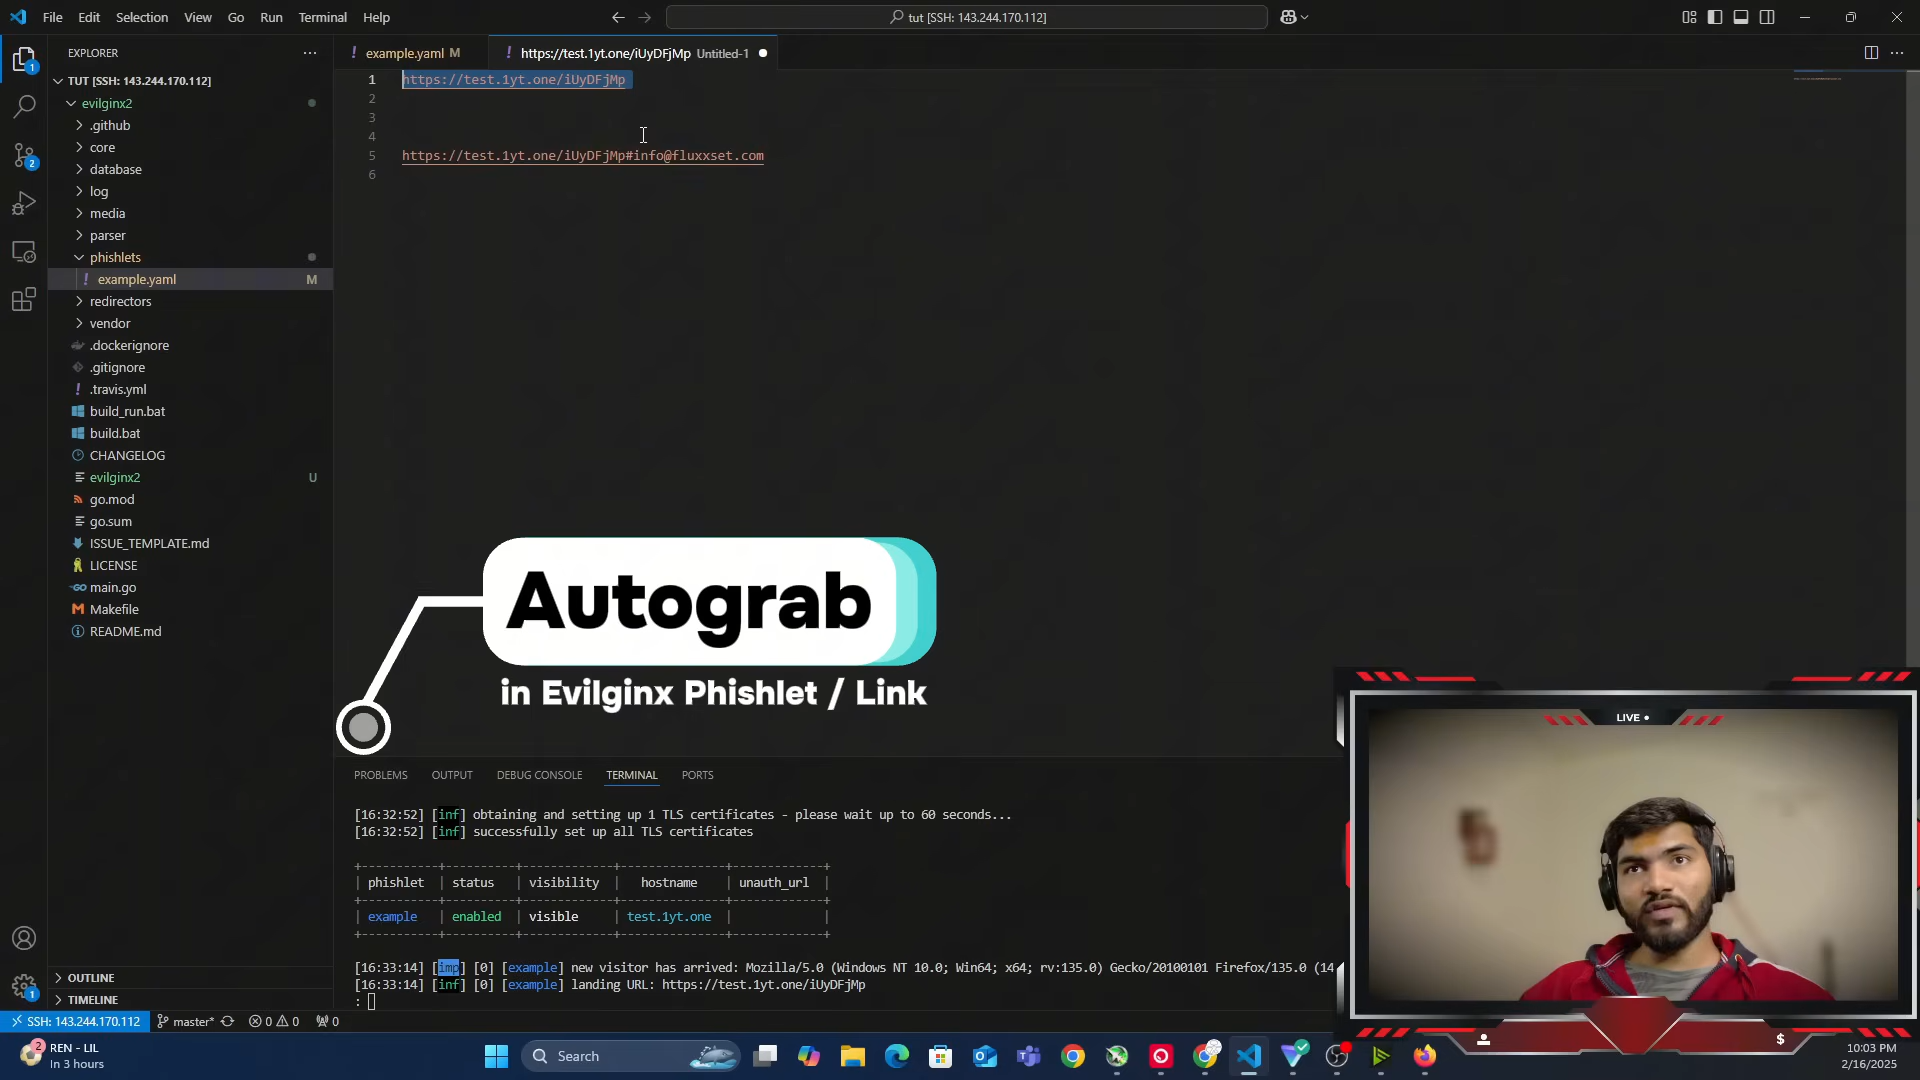 File Edit Selection View Go Run Terminal Help
tut [SSH: 143.244.170.112]
EXPLORER
TUT [SSH: 143.244.170.112]
evilginx2
.github
core
database
log
media
parser
phishlets
! example.yaml M
redirectors
vendor
.dockerignore
.gitignore
! .travis.yml
build_run.bat
build.bat
CHANGELOG
evilginx2 U
go.mod
go.sum
ISSUE_TEMPLATE.md
LICENSE
main.go
Makefile
README.md
OUTLINE
TIMELINE
! example.yaml M
! https://test.1yt.one/iUyDFjMp Untitled-1
1 https://test.1yt.one/iUyDFjMp
2
3
4
5 https://test.1yt.one/iUyDFjMp#info@fluxxset.com
6
Autograb
in Evilginx Phishlet / Link
PROBLEMS OUTPUT DEBUG CONSOLE TERMINAL PORTS
[16:32:52] [inf] obtaining and setting up 1 TLS certificates - please wait up to 60 seconds...
[16:32:52] [inf] successfully set up all TLS certificates
| phishlet | status | visibility | hostname | unauth_url |
| example | enabled | visible | test.1yt.one | |
[16:33:14] [imp] [0] [example] new visitor has arrived: Mozilla/5.0 (Windows NT 10.0; Win64; x64; rv:135.0) Gecko/20100101 Firefox/135.0 (14
[16:33:14] [inf] [0] [example] landing URL: https://test.1yt.one/iUyDFjMp
:
LIVE
$
SSH: 143.244.170.112 master* 0 0 0
REN - LIL
In 3 hours
Search
10:03 PM
2/16/2025